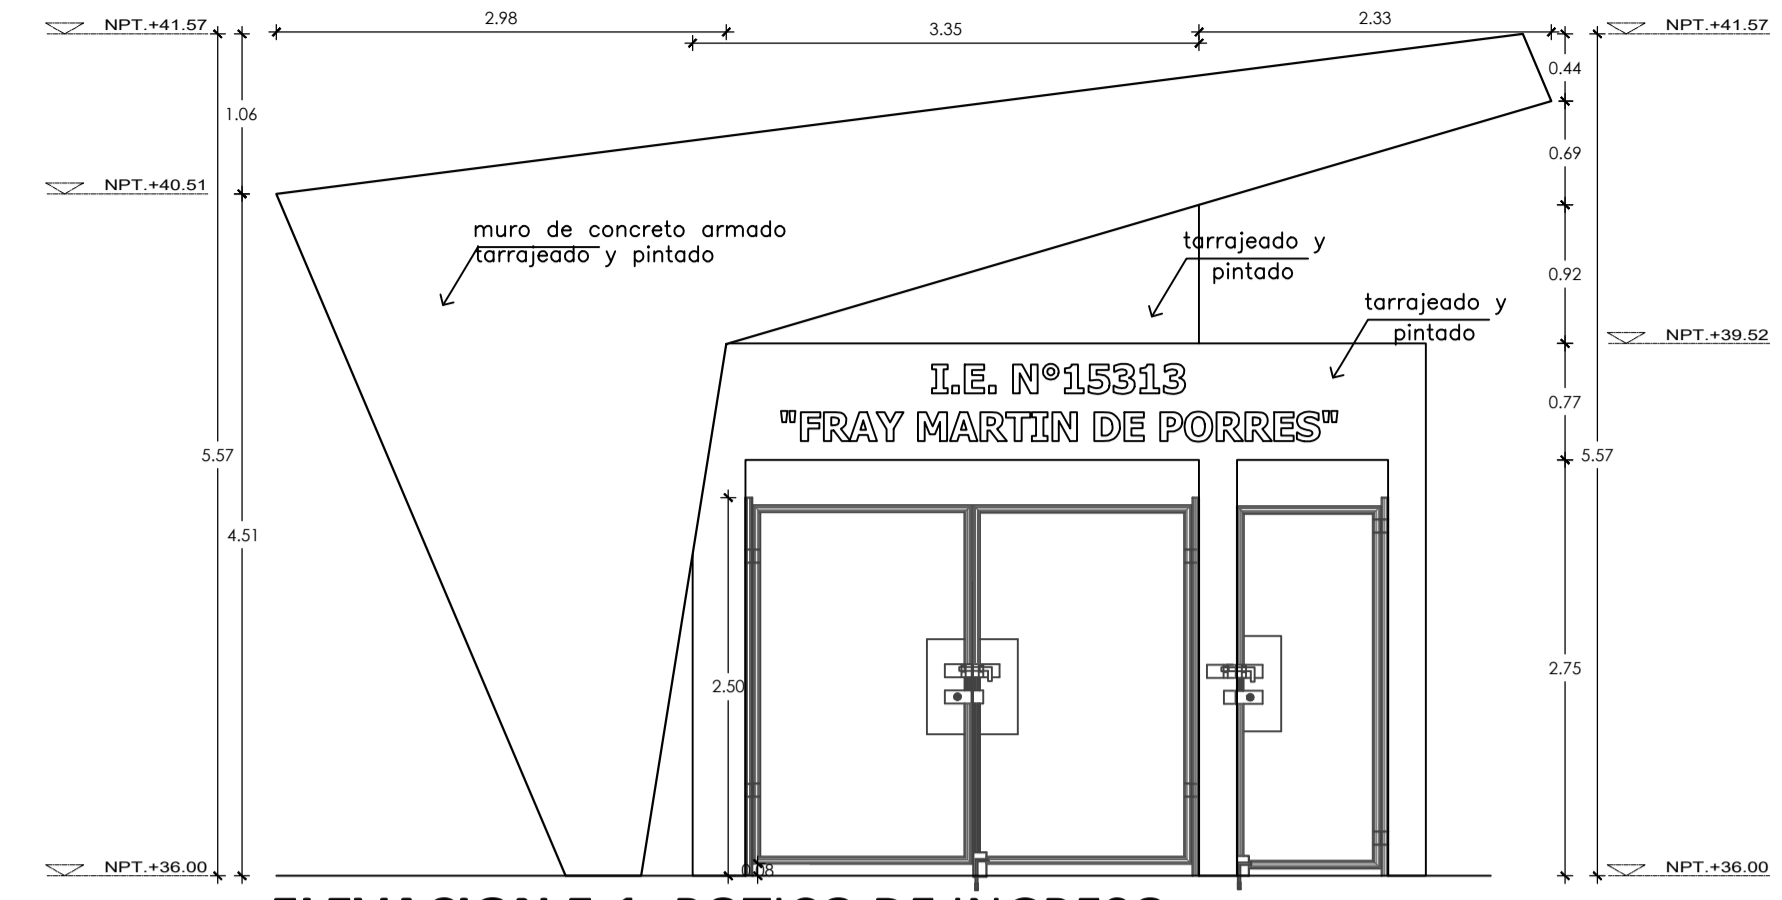 2.98
3.35
2.33
NPT.+41.57
NPT.+41.57
0.44
1.06
0.69
NPT.+40.51
muro de concreto armado
tarrajeado y pintado
tarrajeado y
pintado
0.92
tarrajeado y
pintado
NPT.+39.52
I.E. Nº15313
"FRAY MARTIN DE PORRES"
0.77
5.57
5.57
4.51
2.75
2.50
NPT.+36.00
NPT.+36.00